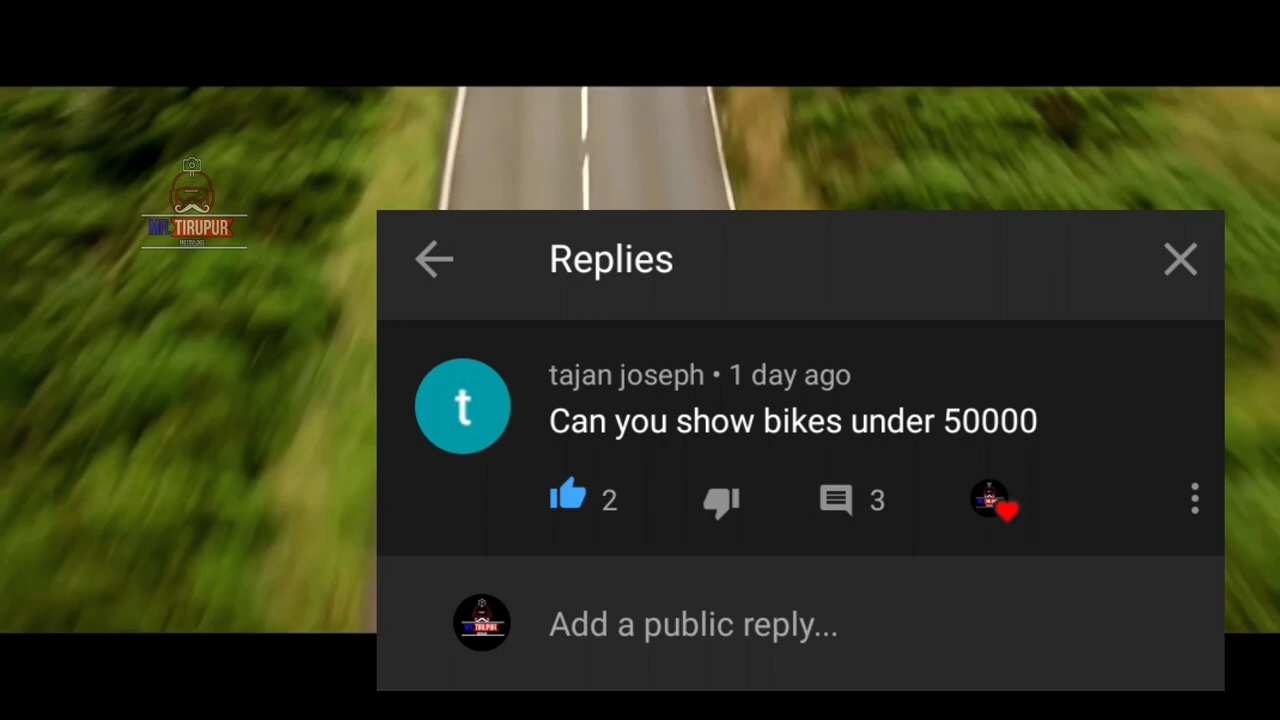 MR. TIRUPUR
MOTOVLOGS
Replies
t
tajan joseph • 1 day ago
Can you show bikes under 50000
2
3
Add a public reply...